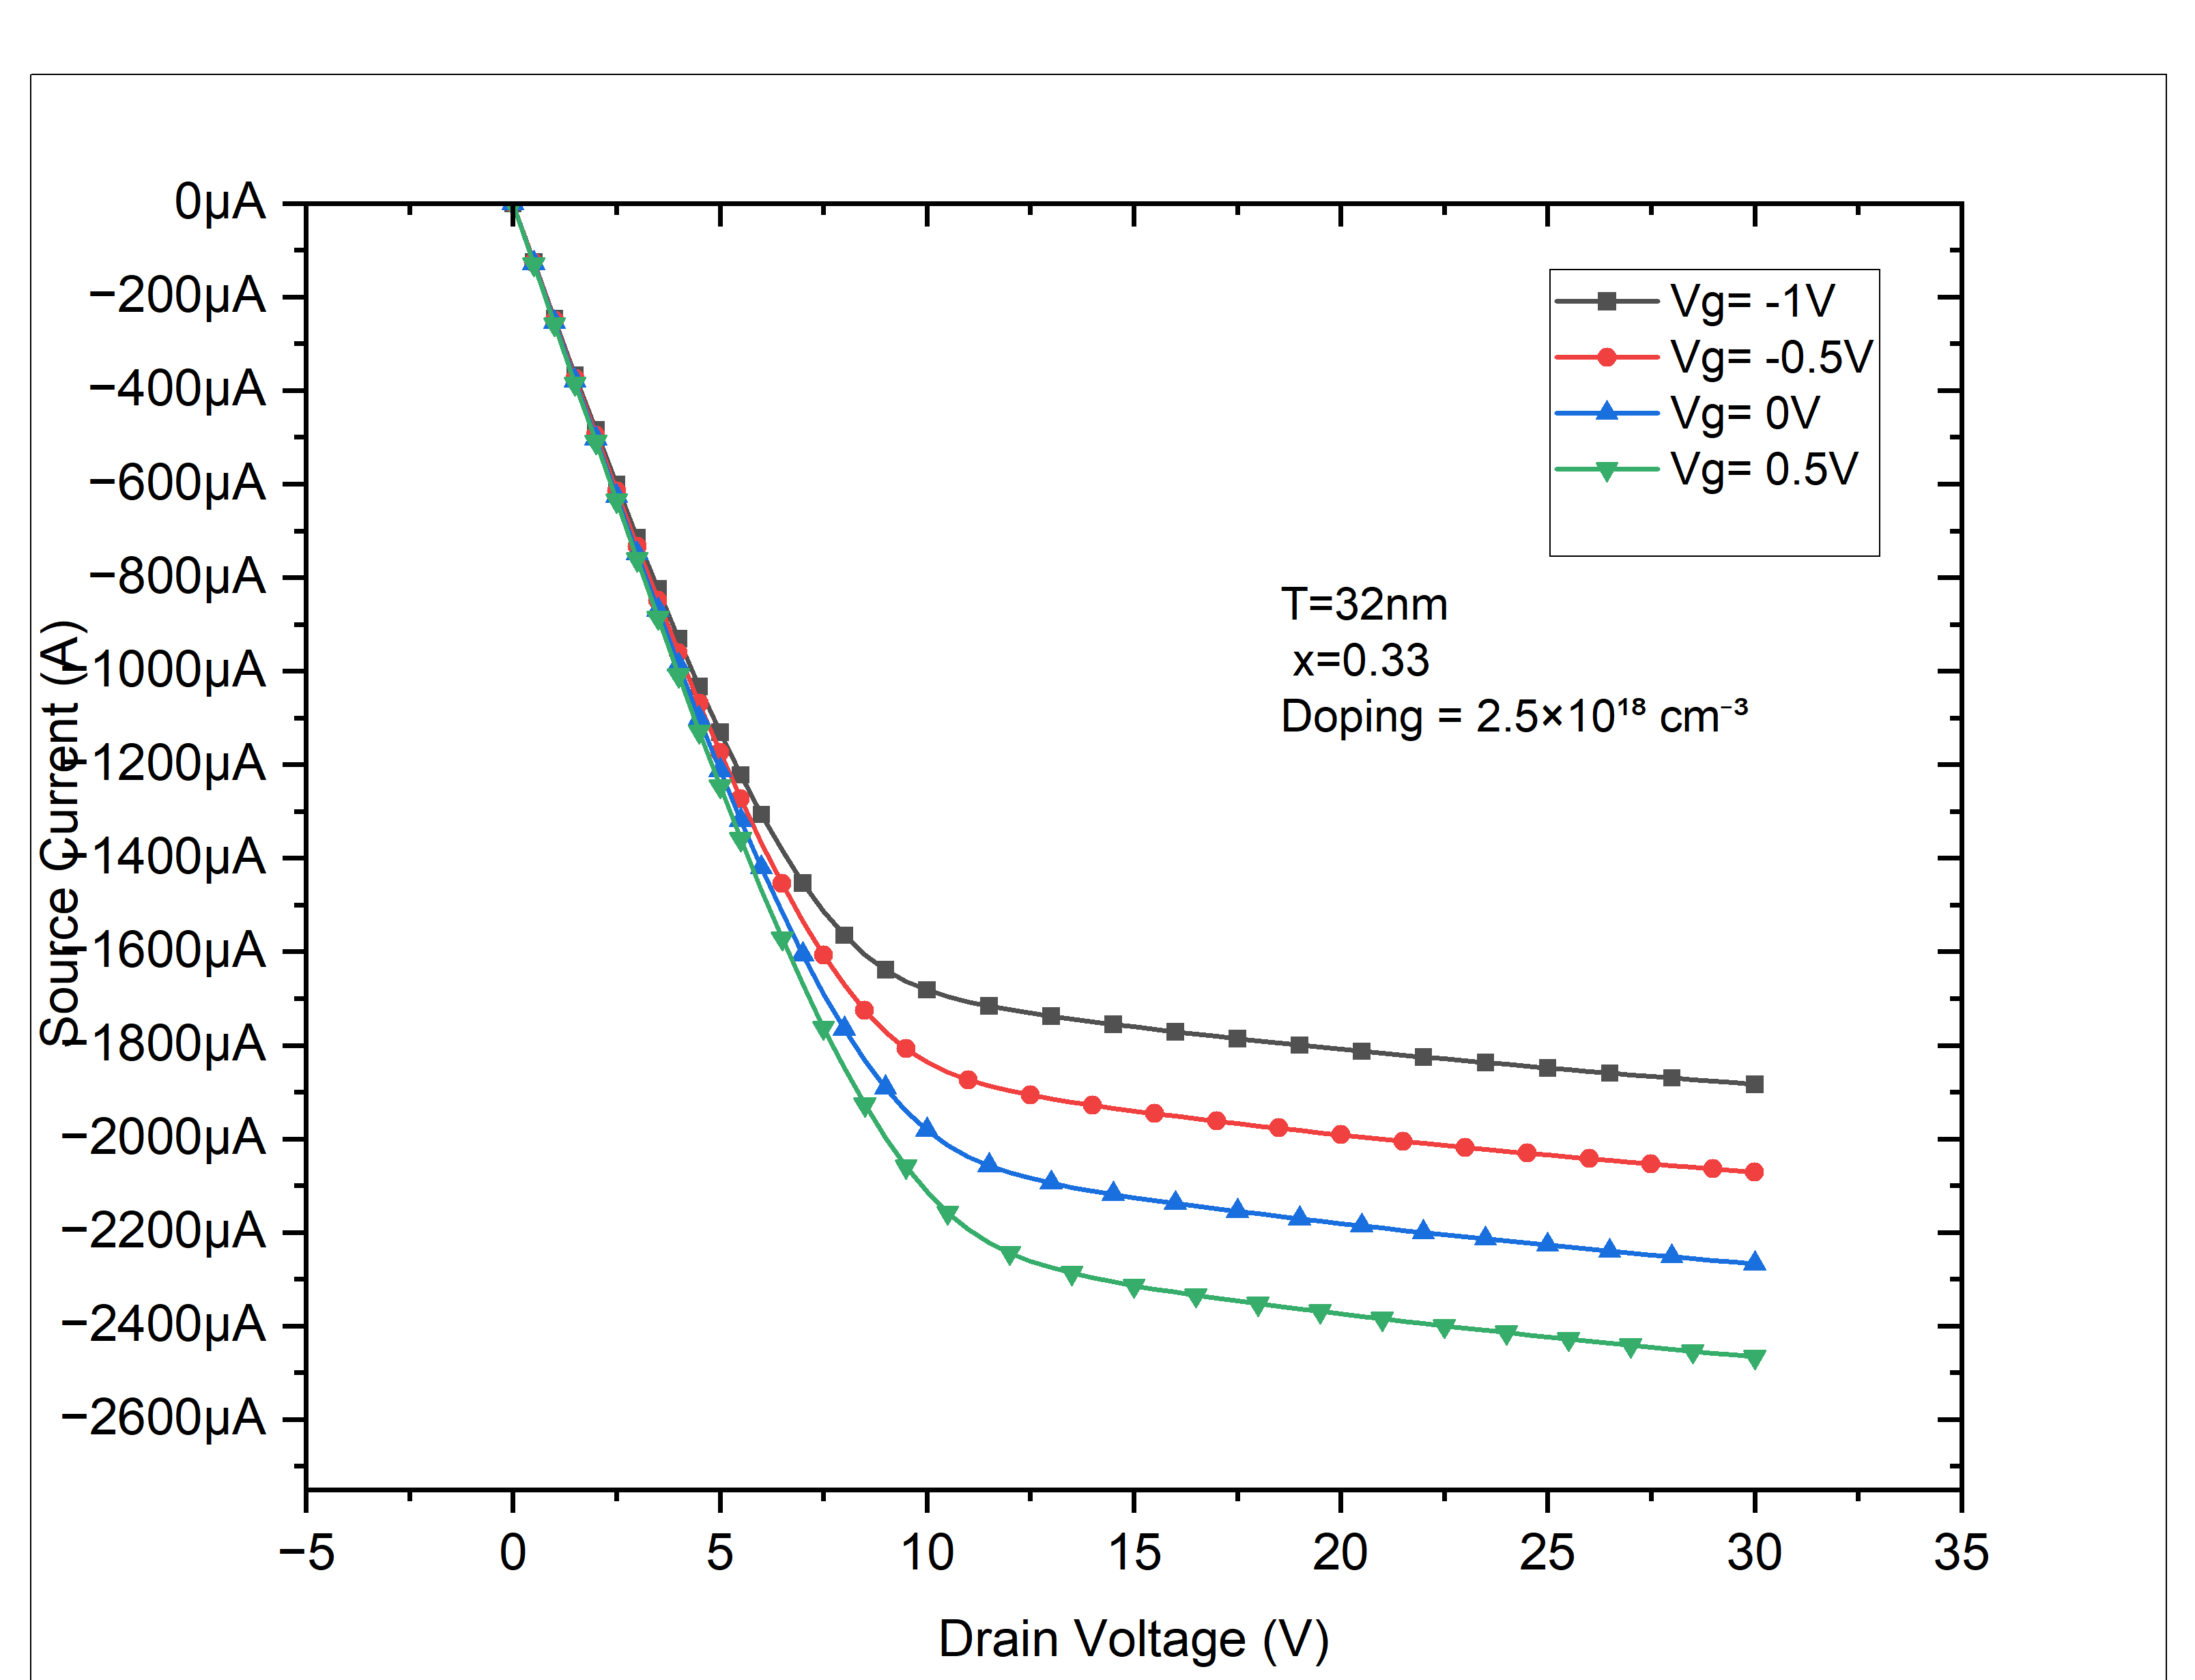 0μA
−200μA
−400μA
−600μA
−800μA
−1000μA
−1200μA
−1400μA
−1600μA
−1800μA
−2000μA
−2200μA
−2400μA
−2600μA
Source Current (A)
Vg= -1V
Vg= -0.5V
Vg= 0V
Vg= 0.5V
T=32nm
x=0.33
Doping = 2.5×10¹⁸ cm⁻³
−5 0 5 10 15 20 25 30 35
Drain Voltage (V)